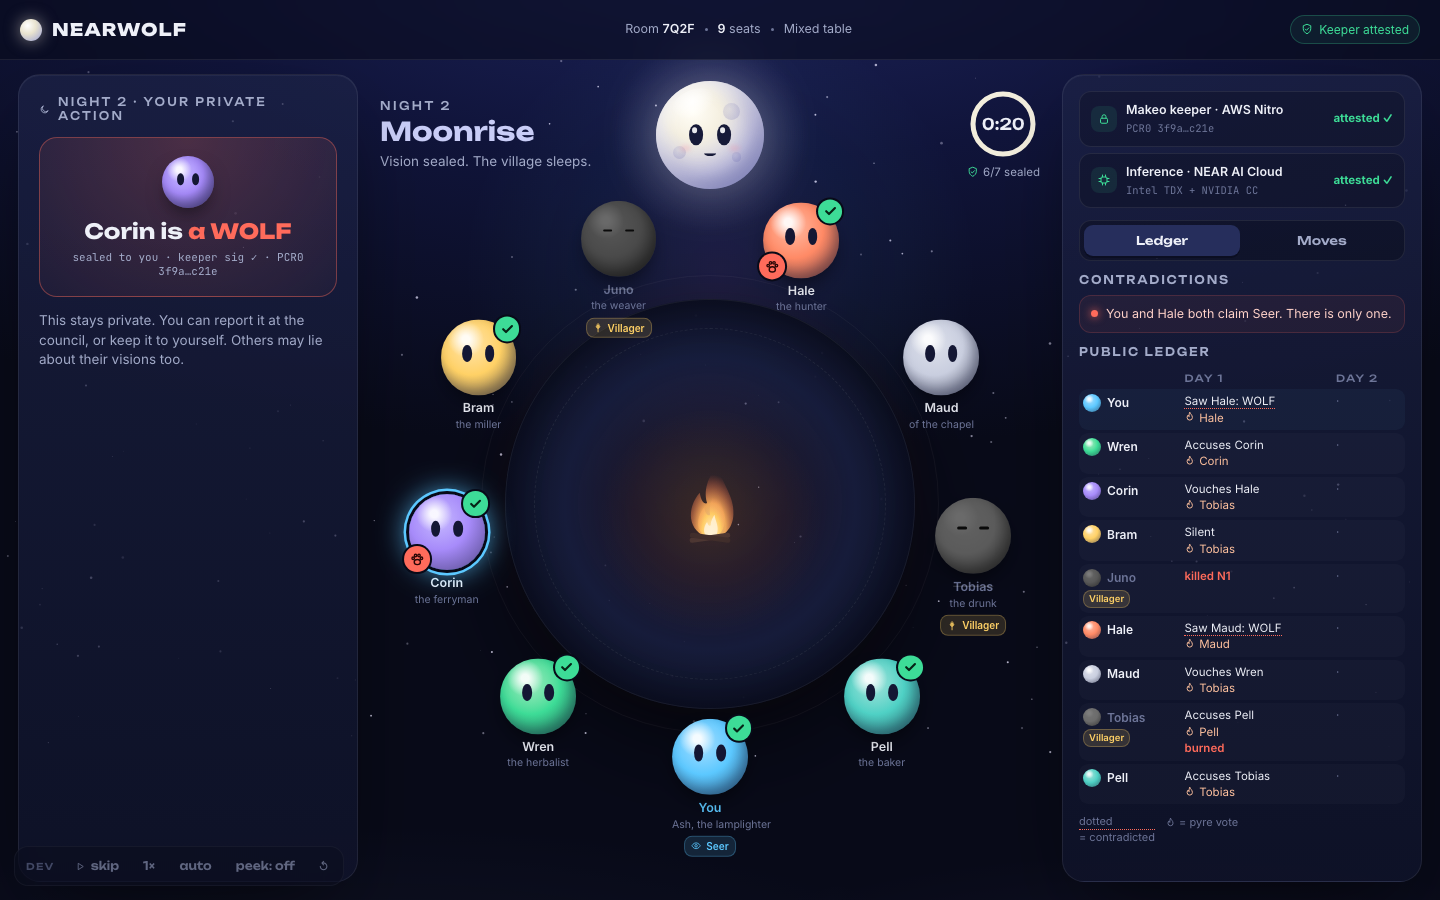 NEARWOLF
Room 7Q2F • 9 seats • Mixed table
Keeper attested
NIGHT 2 · YOUR PRIVATE
ACTION
Corin is a WOLF
sealed to you · keeper sig ✓ · PCR0
3f9a…c21e
This stays private. You can report it at the
council, or keep it to yourself. Others may lie
about their visions too.
DEV
skip
1×
auto
peek: off
NIGHT 2
Moonrise
Vision sealed. The village sleeps.
0:20
6/7 sealed
Juno
the weaver
Villager
Hale
the hunter
Bram
the miller
Maud
of the chapel
Corin
the ferryman
Tobias
the drunk
Villager
Wren
the herbalist
Pell
the baker
You
Ash, the lamplighter
Seer
Makeo keeper · AWS Nitro
PCR0 3f9a…c21e
attested ✓
Inference · NEAR AI Cloud
Intel TDX + NVIDIA CC
attested ✓
Ledger
Moves
CONTRADICTIONS
You and Hale both claim Seer. There is only one.
PUBLIC LEDGER
DAY 1 DAY 2
You Saw Hale: WOLF ·
Hale
Wren Accuses Corin ·
Corin
Corin Vouches Hale ·
Tobias
Bram Silent ·
Tobias
Juno killed N1 ·
Villager
Hale Saw Maud: WOLF ·
Maud
Maud Vouches Wren ·
Tobias
Tobias Accuses Pell ·
Villager Pell
burned
Pell Accuses Tobias ·
Tobias
dotted = pyre vote
= contradicted